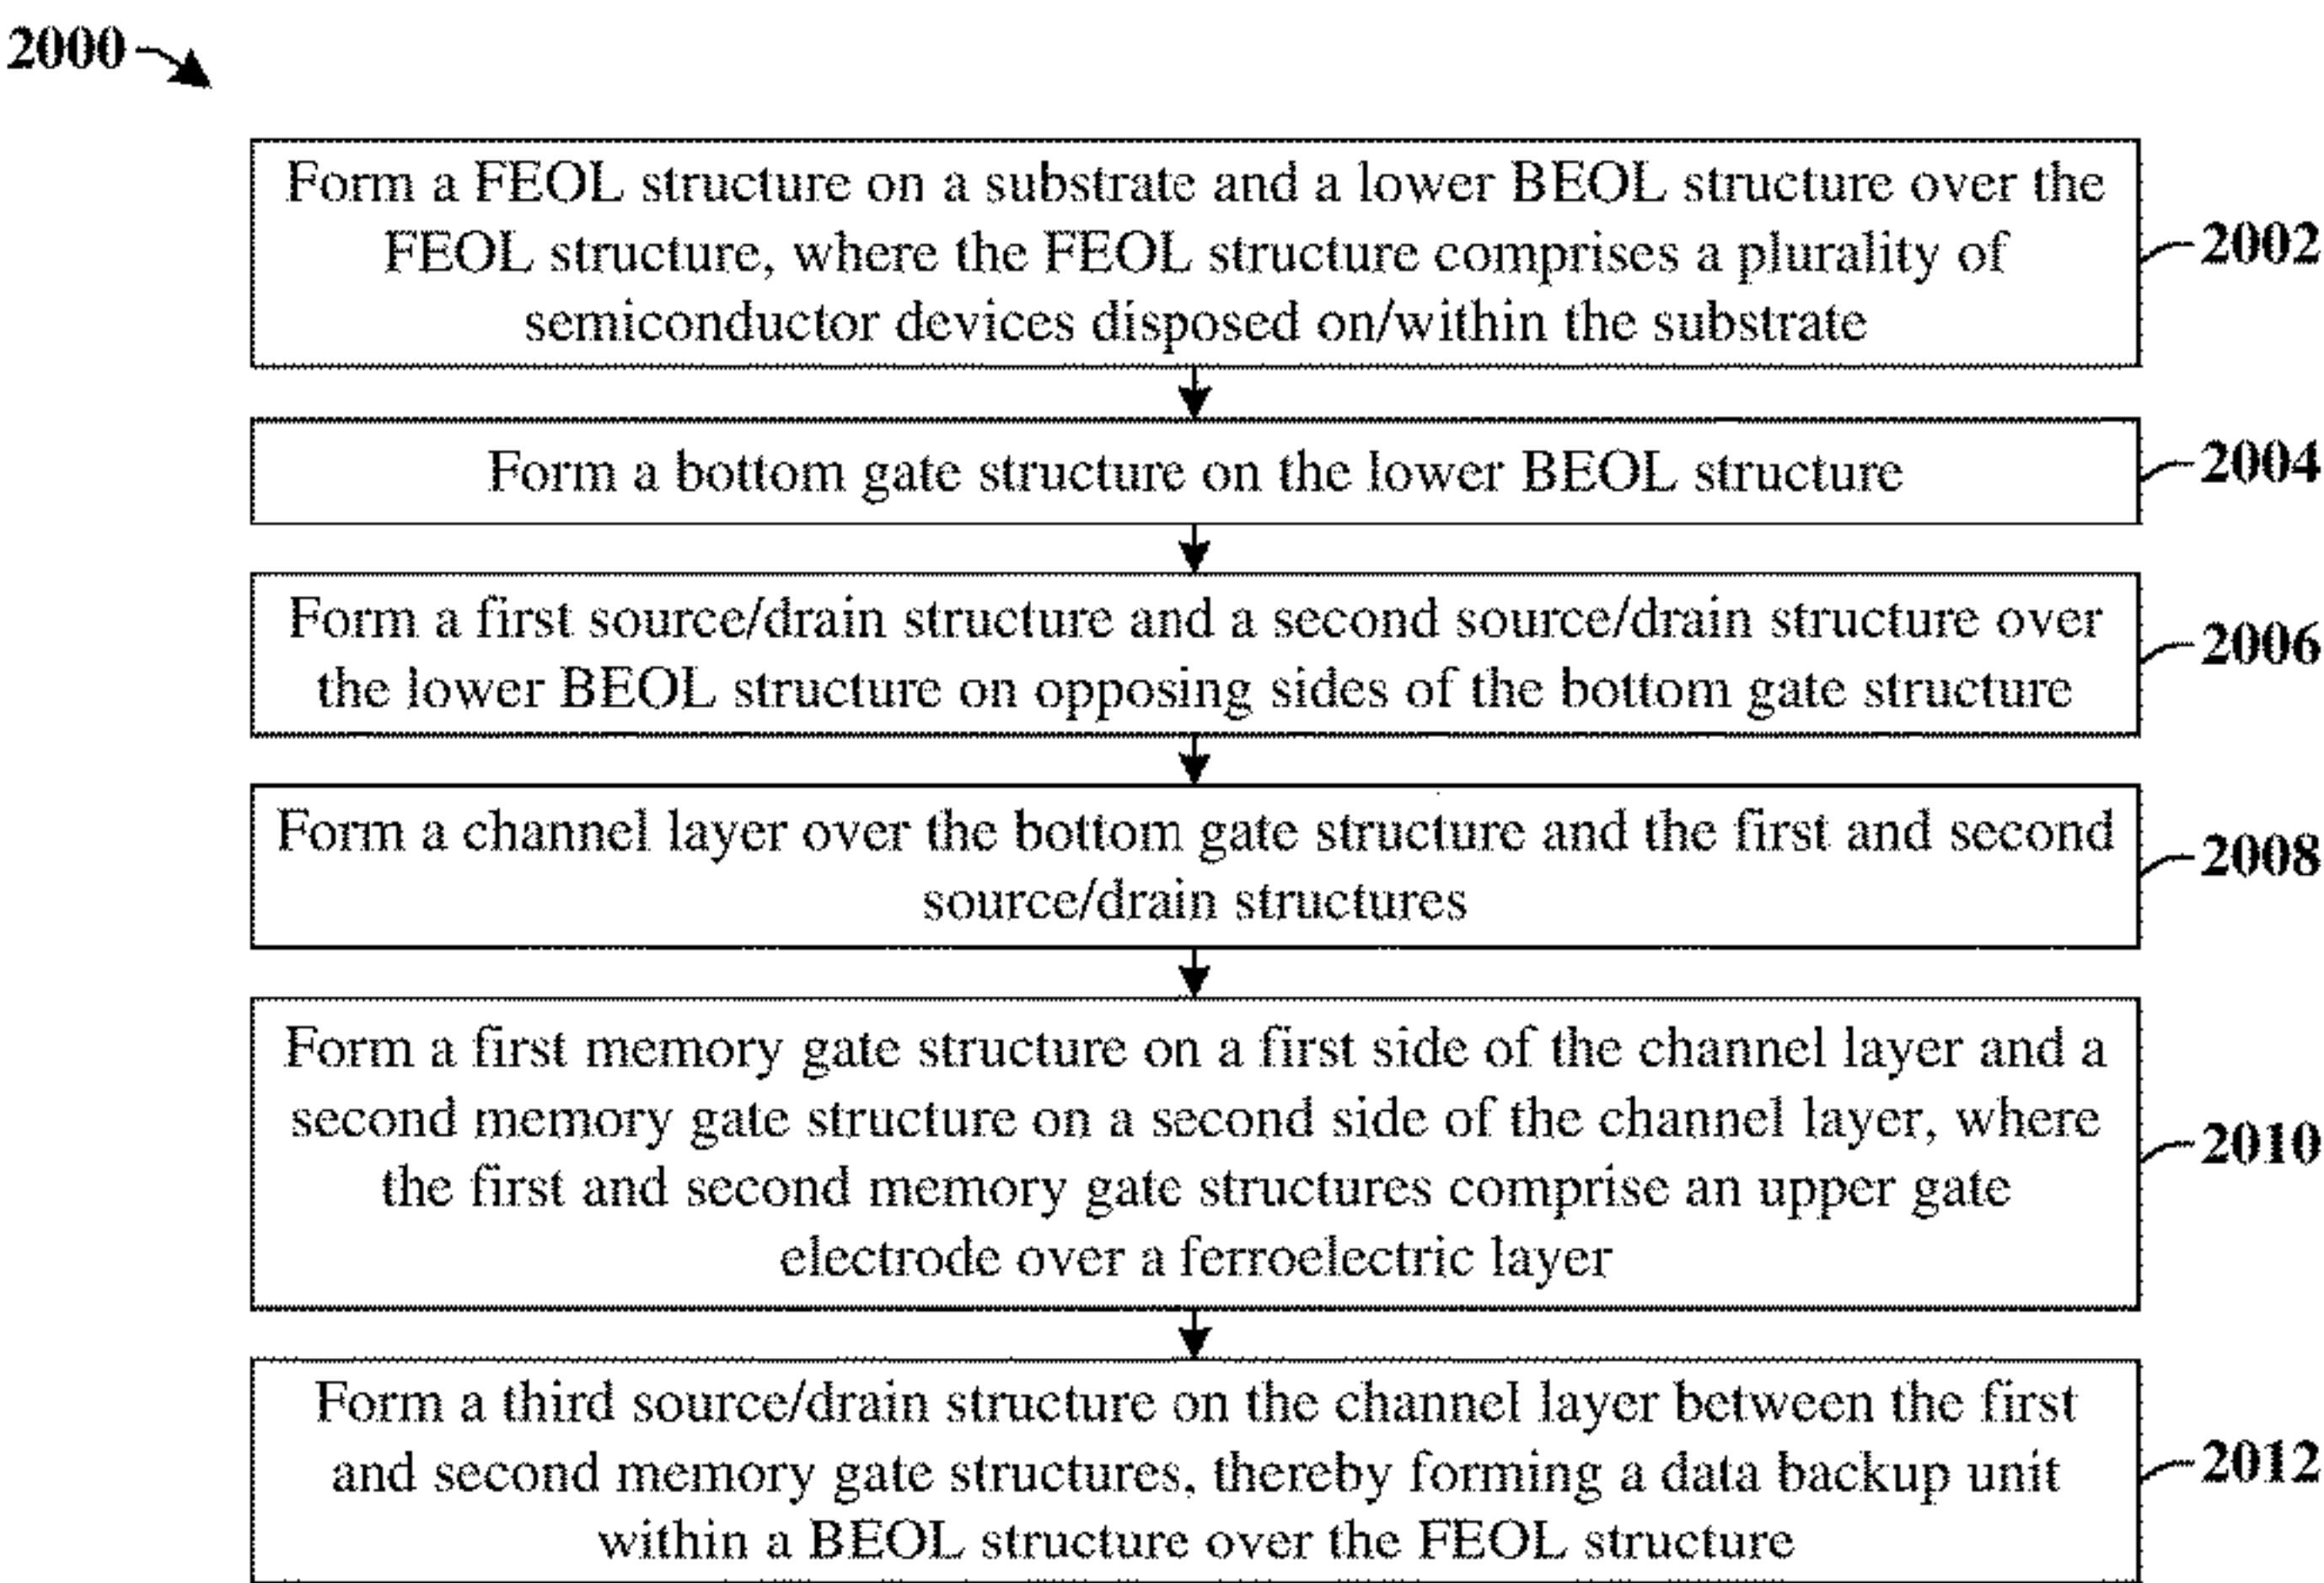 2000
Form a FEOL structure on a substrate and a lower BEOL structure over the
FEOL structure, where the FEOL structure comprises a plurality of
semiconductor devices disposed on/within the substrate
2002
Form a bottom gate structure on the lower BEOL structure
2004
Form a first source/drain structure and a second source/drain structure over
the lower BEOL structure on opposing sides of the bottom gate structure
2006
Form a channel layer over the bottom gate structure and the first and second
source/drain structures
2008
Form a first memory gate structure on a first side of the channel layer and a
second memory gate structure on a second side of the channel layer, where
the first and second memory gate structures comprise an upper gate
electrode over a ferroelectric layer
2010
Form a third source/drain structure on the channel layer between the first
and second memory gate structures, thereby forming a data backup unit
within a BEOL structure over the FEOL structure
2012